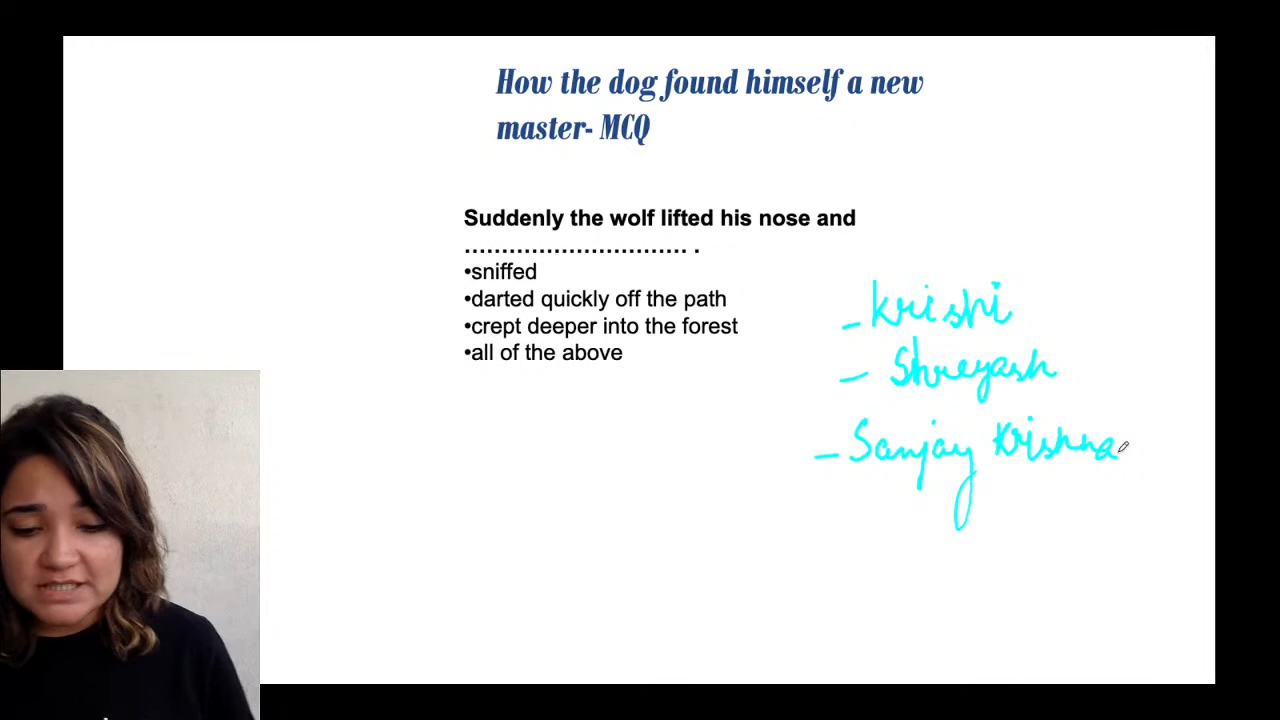 How the dog found himself a new
master- MCQ
Suddenly the wolf lifted his nose and
............................. .
•sniffed
•darted quickly off the path
•crept deeper into the forest
•all of the above
- Krishi
- Shreyash
- Sanjay Krishna